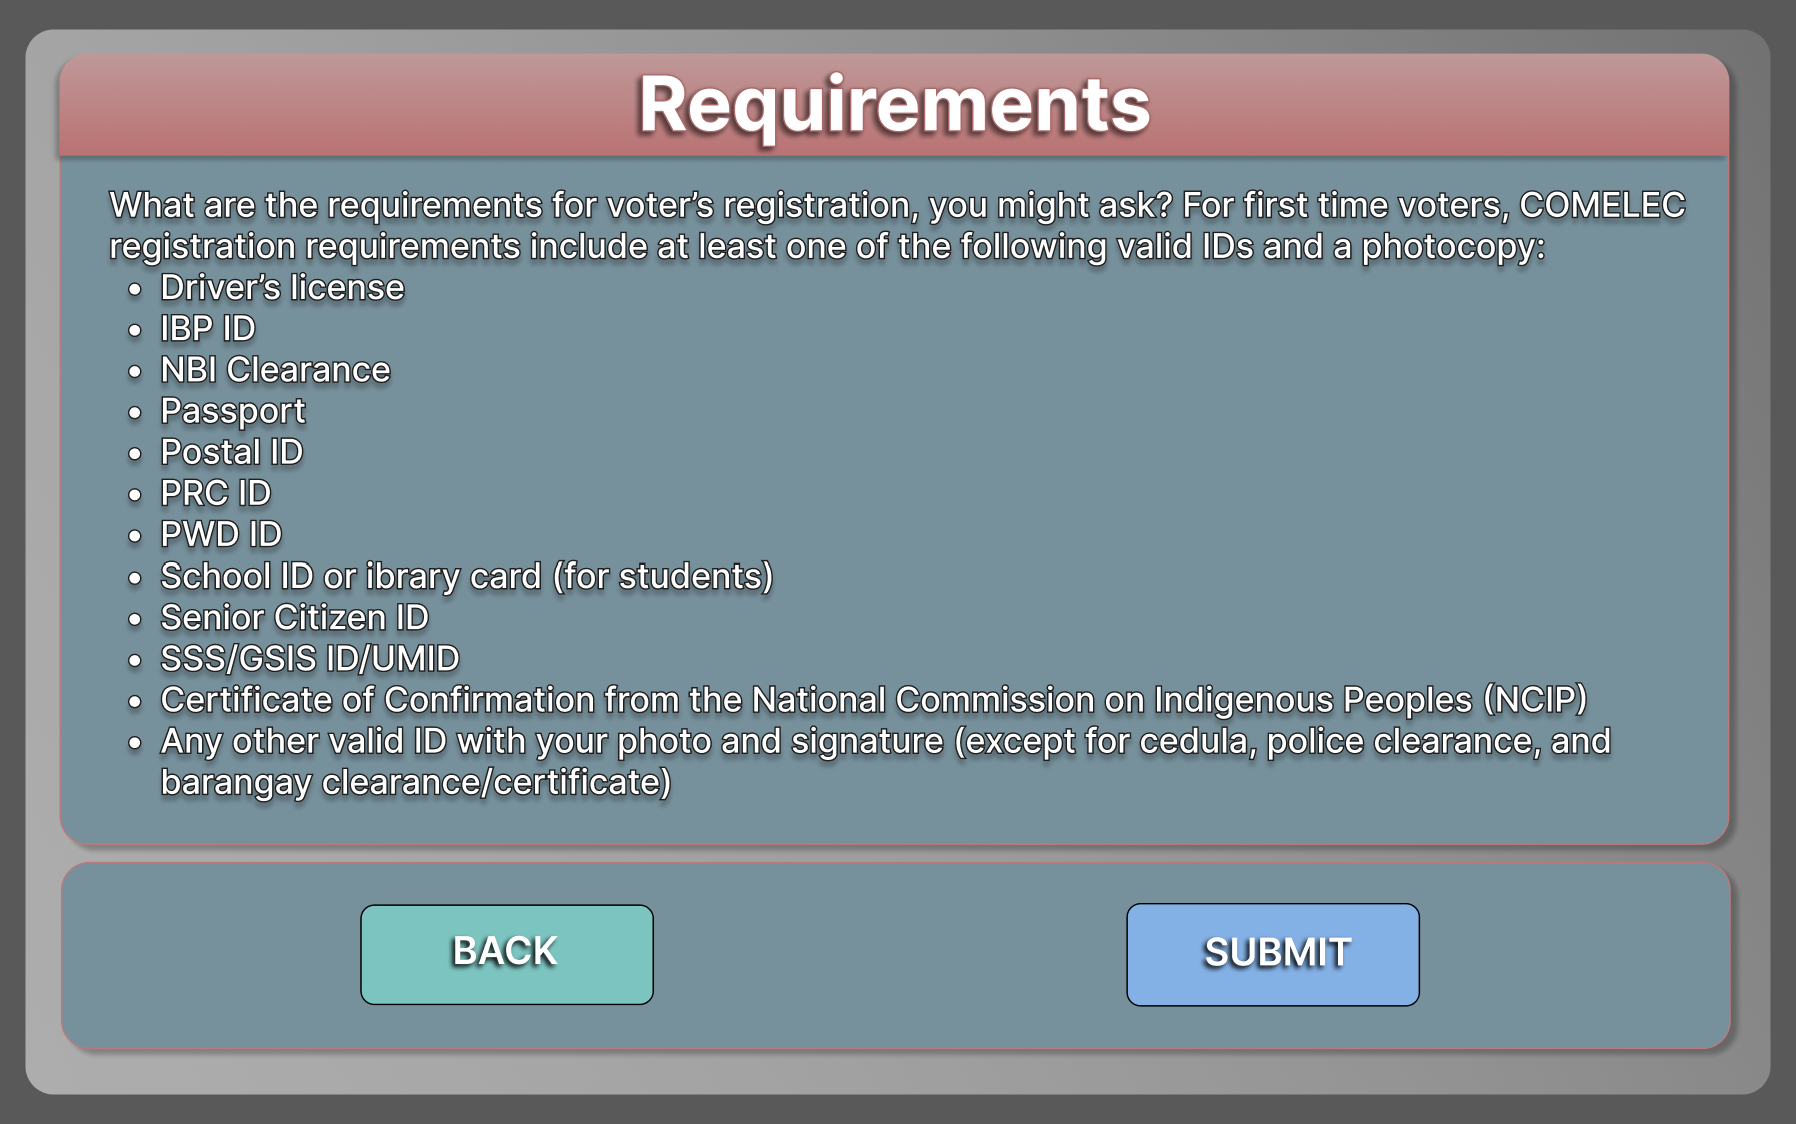 Requirements
What are the requirements for voter’s registration, you might ask? For first time voters, COMELEC
registration requirements include at least one of the following valid IDs and a photocopy:
• Driver’s license
• IBP ID
• NBI Clearance
• Passport
• Postal ID
• PRC ID
• PWD ID
• School ID or ibrary card (for students)
• Senior Citizen ID
• SSS/GSIS ID/UMID
• Certificate of Confirmation from the National Commission on Indigenous Peoples (NCIP)
• Any other valid ID with your photo and signature (except for cedula, police clearance, and
barangay clearance/certificate)
BACK
SUBMIT